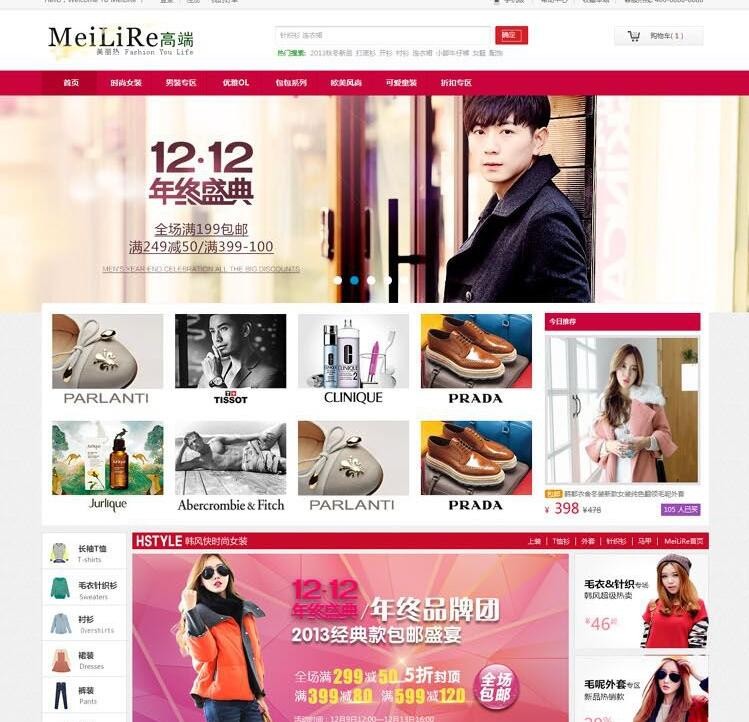 MeiLiRe高端
美丽热 Fashion You Life
针织衫 连衣裙
确定
热门搜索: 2013秋冬新品 打底衫 开衫 衬衫 连衣裙 小脚牛仔裤 女鞋 配饰
购物车( 1 )
首页 时尚女装 男装专区 优雅OL 包包系列 欧美风尚 可爱童装 折扣专区
12·12
年终盛典
全场满199包邮
满249减50/满399-100
MEN'S YEAR-END CELEBRATION ALL THE BIG DISCOUNTS
PARLANTI
TISSOT
CLINIQUE
PRADA
Jurlique
Abercrombie & Fitch
PARLANTI
PRADA
今日推荐
包邮 韩都衣舍冬装新款女装纯色翻领毛呢外套
¥ 398 ¥478
105 人已买
长袖T恤
T-shirts
毛衣针织衫
Sweaters
衬衫
Overshirts
裙装
Dresses
裤装
Pants
HSTYLE 韩风快时尚女装
上装 | T恤衫 | 外套 | 针织衫 | 马甲 | MeiLiRe首页
12·12
年终盛典/年终品牌团
2013经典款包邮盛宴
全场满299减50 5折封顶
满399减80 满599减120
全场包邮
活动时间:12月9日12:00—12月13日16:00
毛衣&针织专场
韩风超级热卖
¥46起
毛呢外套专区
新品热销款